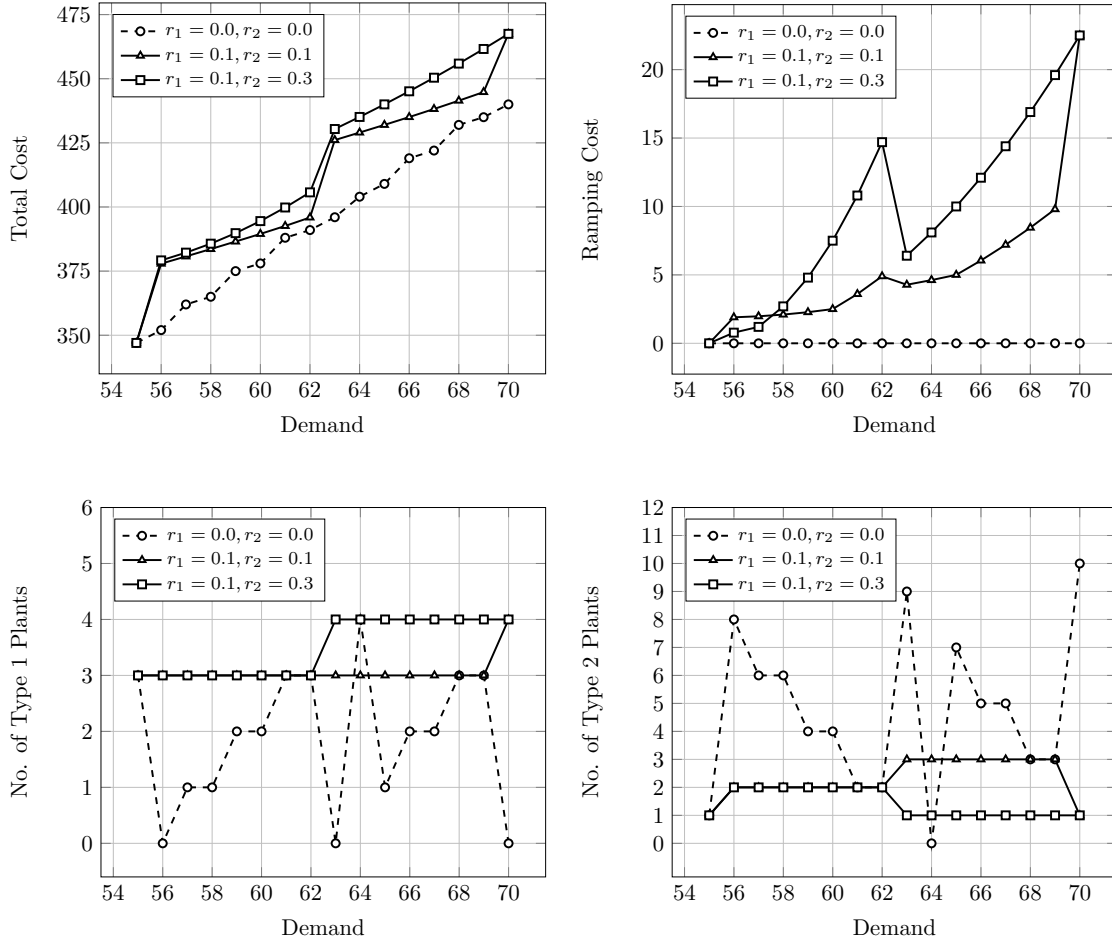 475
450
425
400
375
350
54 56 58 60 62 64 66 68 70
Demand
Total Cost
r1 = 0.0, r2 = 0.0
r1 = 0.1, r2 = 0.1
r1 = 0.1, r2 = 0.3
20
15
10
5
0
54 56 58 60 62 64 66 68 70
Demand
Ramping Cost
r1 = 0.0, r2 = 0.0
r1 = 0.1, r2 = 0.1
r1 = 0.1, r2 = 0.3
6
5
4
3
2
1
0
54 56 58 60 62 64 66 68 70
Demand
No. of Type 1 Plants
r1 = 0.0, r2 = 0.0
r1 = 0.1, r2 = 0.1
r1 = 0.1, r2 = 0.3
12
11
10
9
8
7
6
5
4
3
2
1
0
54 56 58 60 62 64 66 68 70
Demand
No. of Type 2 Plants
r1 = 0.0, r2 = 0.0
r1 = 0.1, r2 = 0.1
r1 = 0.1, r2 = 0.3